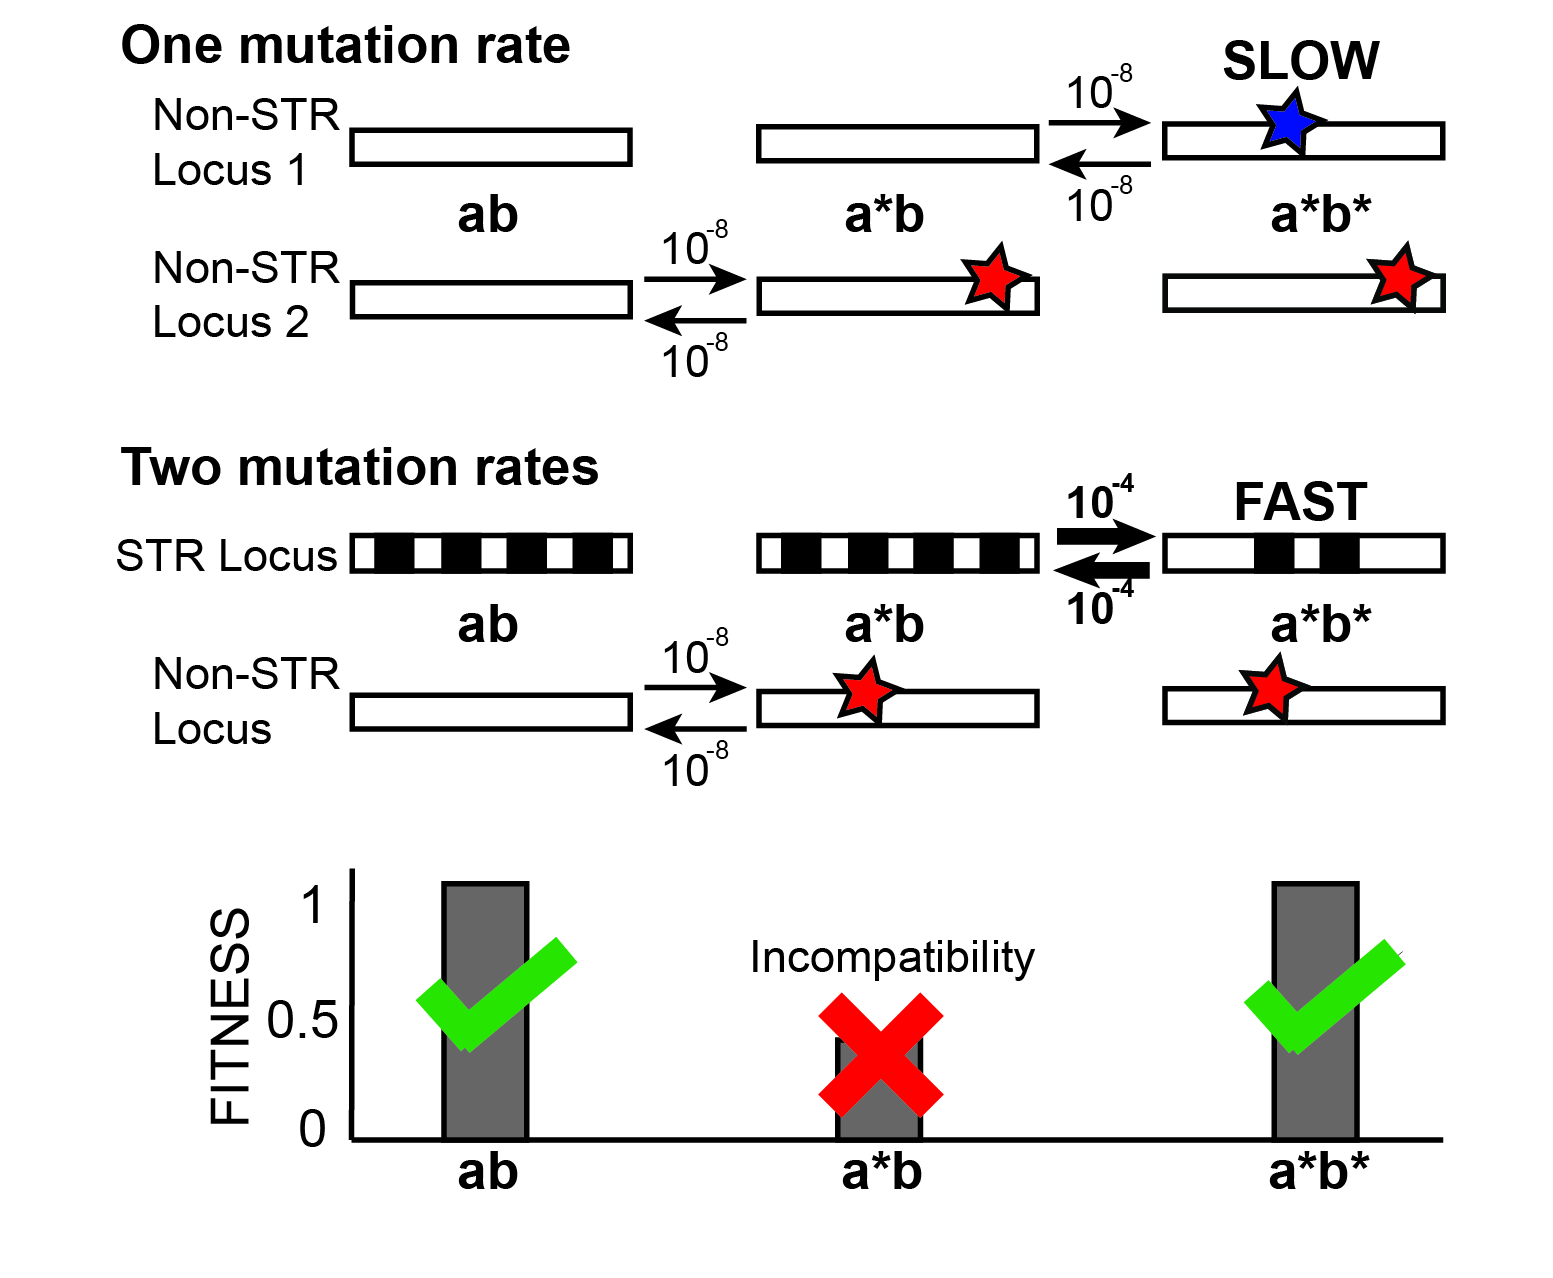 One mutation rate
SLOW
Non-STR
Locus 1
10-8
10-8
ab
a*b
a*b*
Non-STR
Locus 2
10-8
10-8
Two mutation rates
FAST
STR Locus
10-4
10-4
ab
a*b
a*b*
Non-STR
Locus
10-8
10-8
FITNESS
1
0.5
0
Incompatibility
ab
a*b
a*b*